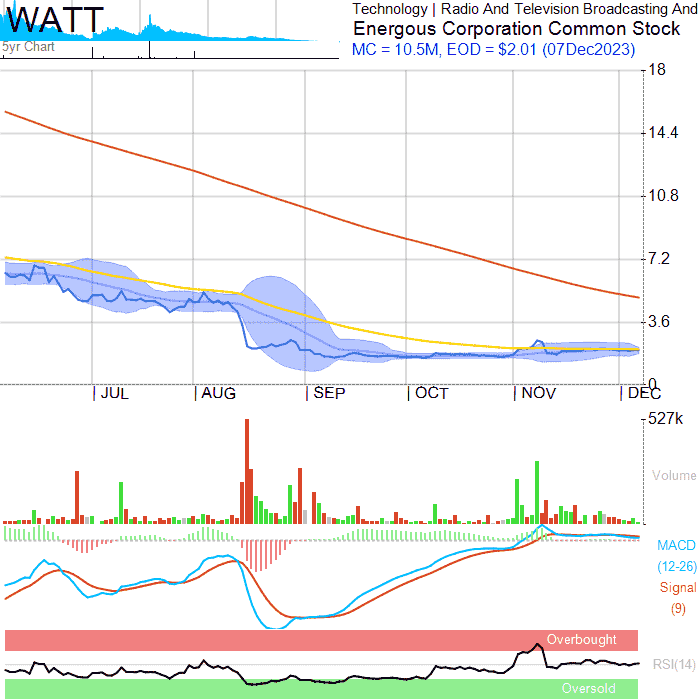 WATT
5yr Chart
Technology | Radio And Television Broadcasting And
Energous Corporation Common Stock
MC = 10.5M, EOD = $2.01 (07Dec2023)
18
14.4
10.8
7.2
3.6
0
JUL AUG SEP OCT NOV DEC
527k
Volume
MACD
(12-26)
Signal
(9)
Overbought
RSI(14)
Oversold